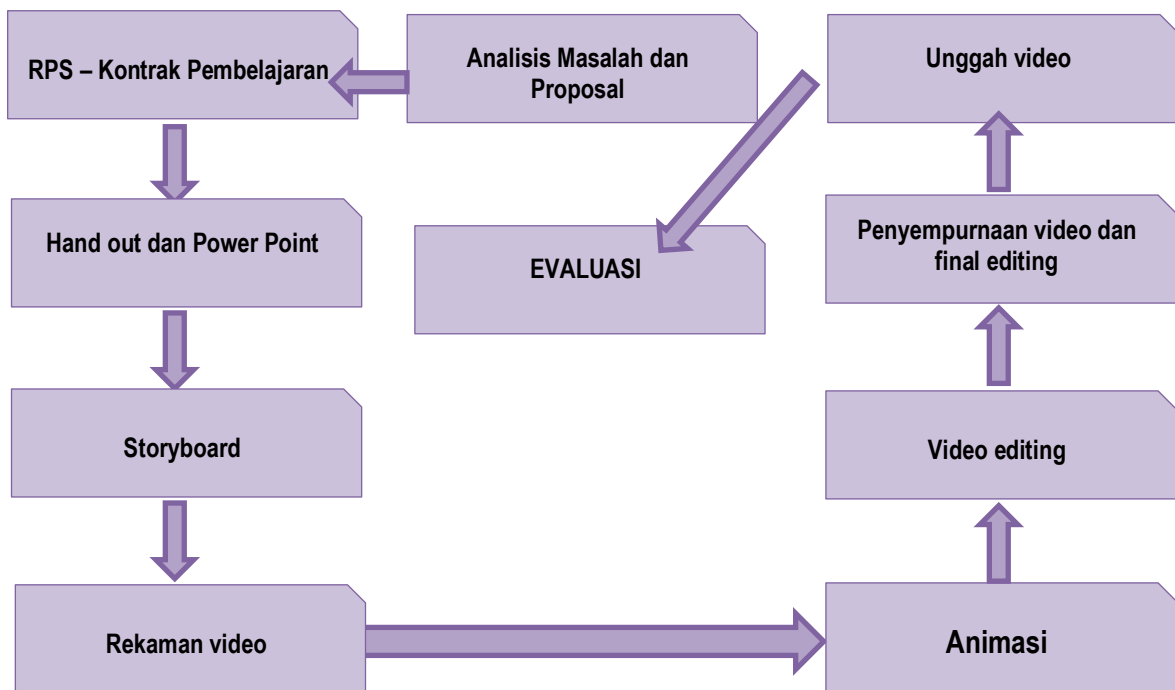 RPS – Kontrak Pembelajaran
Analisis Masalah dan
Proposal
Unggah video
Hand out dan Power Point
EVALUASI
Penyempurnaan video dan
final editing
Storyboard
Video editing
Rekaman video
Animasi